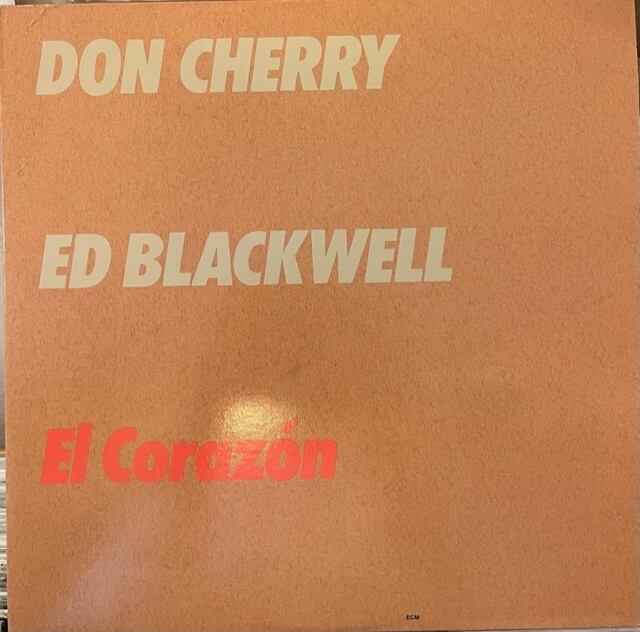 DON CHERRY
ED BLACKWELL
El Corazón
ECM